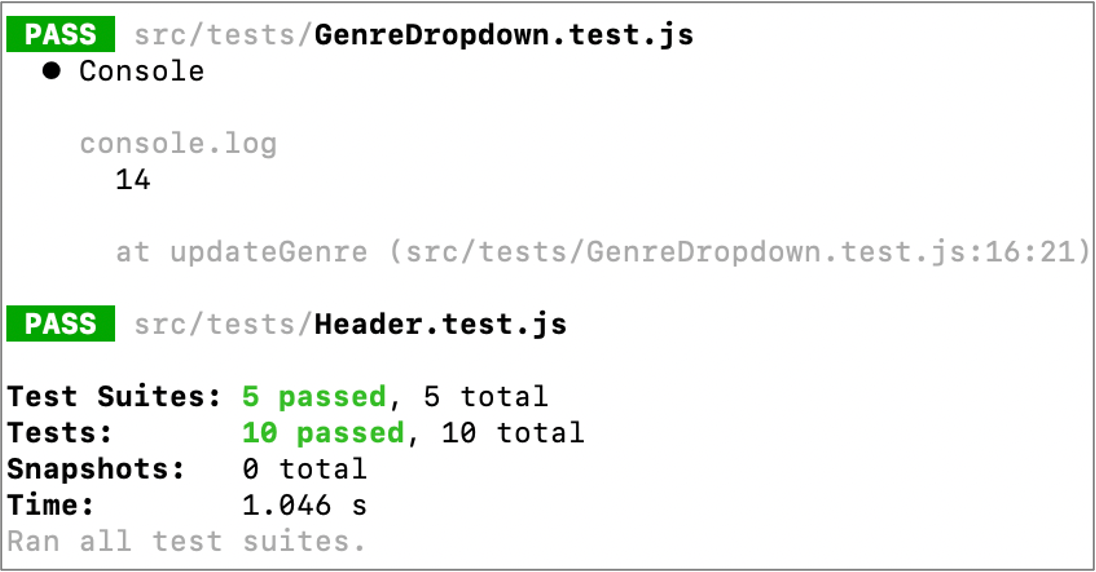 PASS src/tests/GenreDropdown.test.js
● Console
console.log
14
at updateGenre (src/tests/GenreDropdown.test.js:16:21)
PASS src/tests/Header.test.js
Test Suites: 5 passed, 5 total
Tests: 10 passed, 10 total
Snapshots: 0 total
Time: 1.046 s
Ran all test suites.